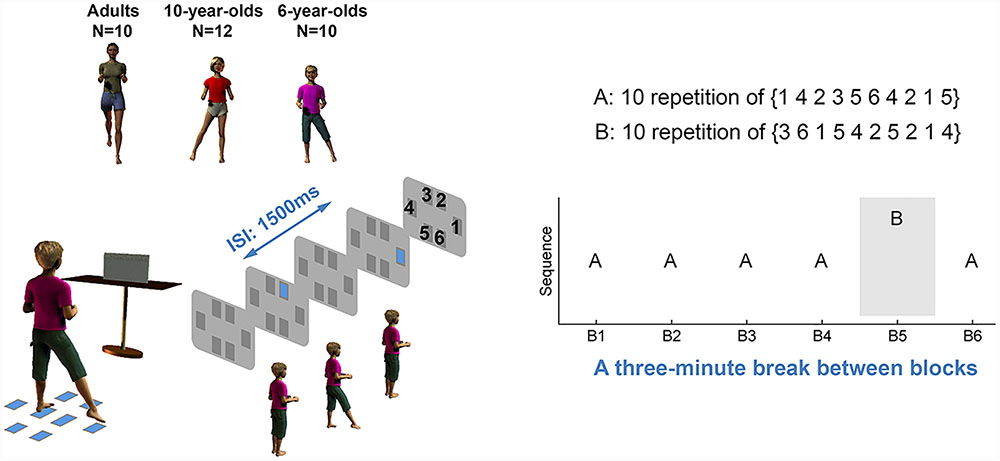 Adults
N=10
10-year-olds
N=12
6-year-olds
N=10
ISI: 1500ms
3 2
4
1
5 6
A: 10 repetition of {1 4 2 3 5 6 4 2 1 5}
B: 10 repetition of {3 6 1 5 4 2 5 2 1 4}
Sequence
B
A A A A A
B1 B2 B3 B4 B5 B6
A three-minute break between blocks